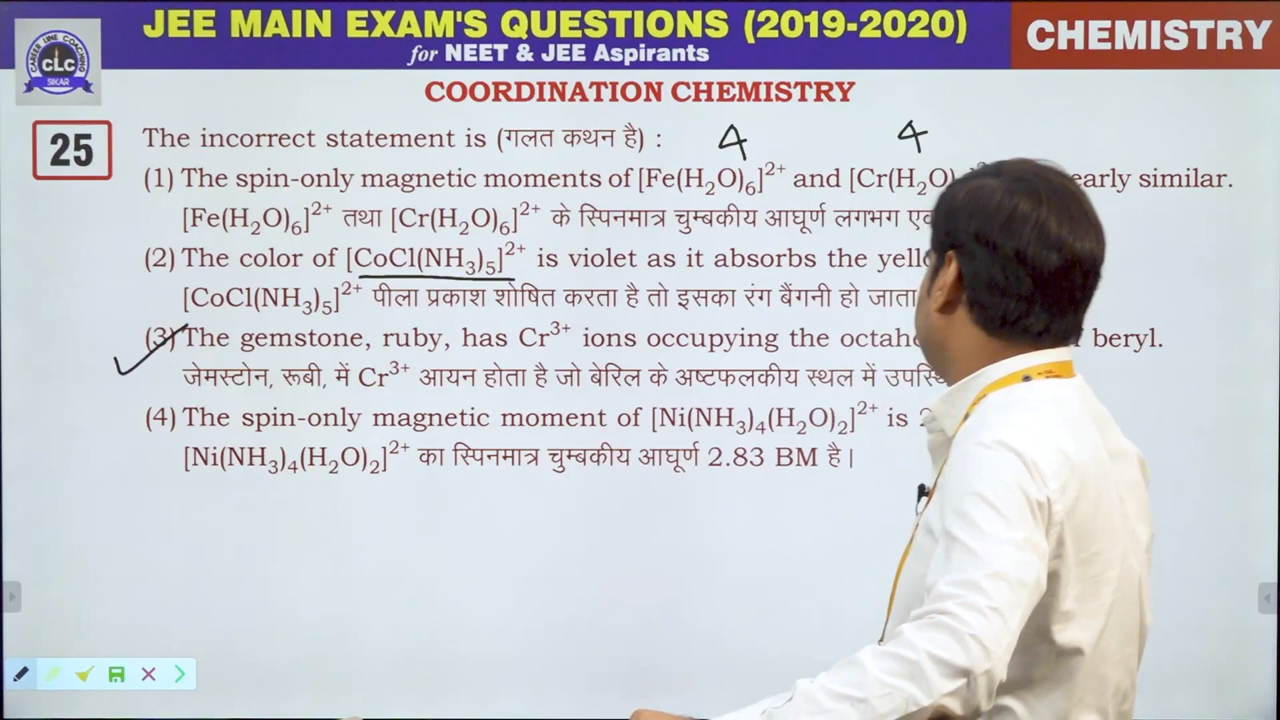 JEE MAIN EXAM'S QUESTIONS (2019-2020)
for NEET & JEE Aspirants
CHEMISTRY
CAREER LINE COACHING
CLC
SIKAR
COORDINATION CHEMISTRY
25
The incorrect statement is (गलत कथन है) :
4 4
(1) The spin-only magnetic moments of [Fe(H₂O)₆]²⁺ and [Cr(H₂O) early similar.
[Fe(H₂O)₆]²⁺ तथा [Cr(H₂O)₆]²⁺ के स्पिनमात्र चुम्बकीय आघूर्ण लगभग
(2) The color of [CoCl(NH₃)₅]²⁺ is violet as it absorbs the
[CoCl(NH₃)₅]²⁺ पीला प्रकाश शोषित करता है तो इसका रंग बैंगनी हो जाता
(3) The gemstone, ruby, has Cr³⁺ ions occupying the beryl.
जेमस्टोन, रूबी, में Cr³⁺ आयन होता है जो बेरिल के अष्टफलकीय स्थल में
(4) The spin-only magnetic moment of [Ni(NH₃)₄(H₂O)₂]²⁺ is
[Ni(NH₃)₄(H₂O)₂]²⁺ का स्पिनमात्र चुम्बकीय आघूर्ण 2.83 BM है।